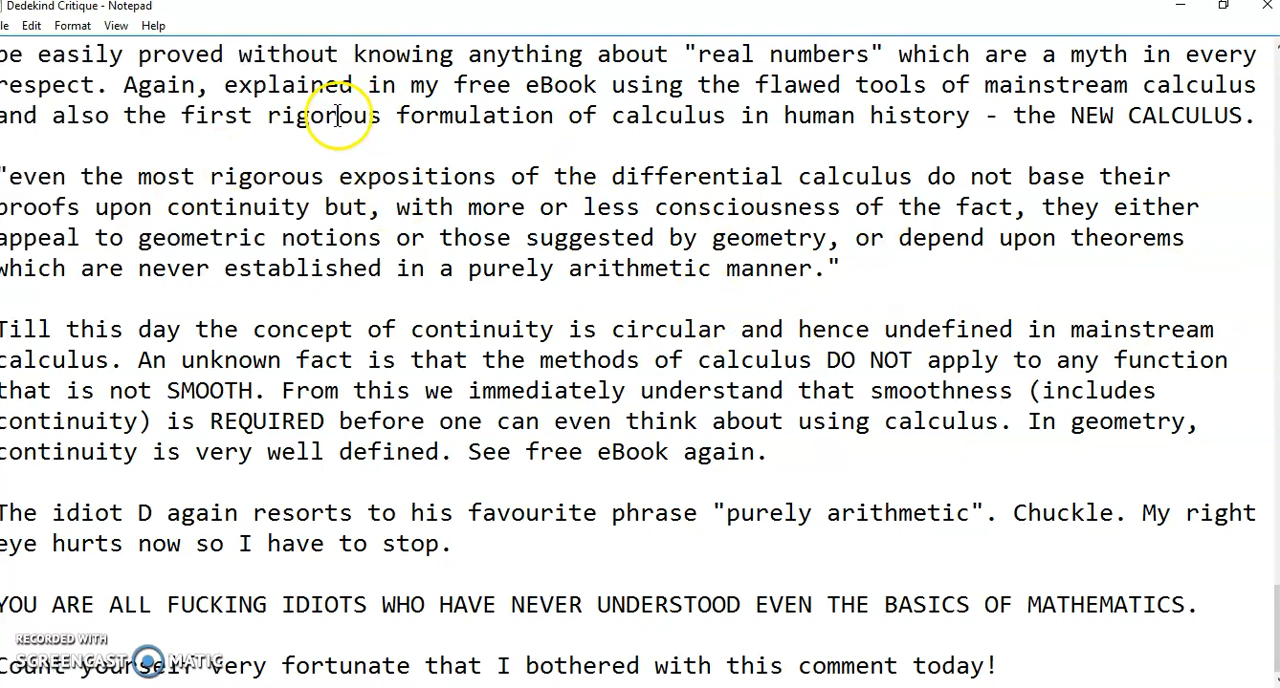 Dedekind Critique - Notepad
le Edit Format View Help
be easily proved without knowing anything about "real numbers" which are a myth in every
respect. Again, explained in my free eBook using the flawed tools of mainstream calculus
and also the first rigorous formulation of calculus in human history - the NEW CALCULUS.
"even the most rigorous expositions of the differential calculus do not base their
proofs upon continuity but, with more or less consciousness of the fact, they either
appeal to geometric notions or those suggested by geometry, or depend upon theorems
which are never established in a purely arithmetic manner."
Till this day the concept of continuity is circular and hence undefined in mainstream
calculus. An unknown fact is that the methods of calculus DO NOT apply to any function
that is not SMOOTH. From this we immediately understand that smoothness (includes
continuity) is REQUIRED before one can even think about using calculus. In geometry,
continuity is very well defined. See free eBook again.
The idiot D again resorts to his favourite phrase "purely arithmetic". Chuckle. My right
eye hurts now so I have to stop.
YOU ARE ALL FUCKING IDIOTS WHO HAVE NEVER UNDERSTOOD EVEN THE BASICS OF MATHEMATICS.
RECORDED WITH
SCREENCAST MATIC
Count yourself very fortunate that I bothered with this comment today!